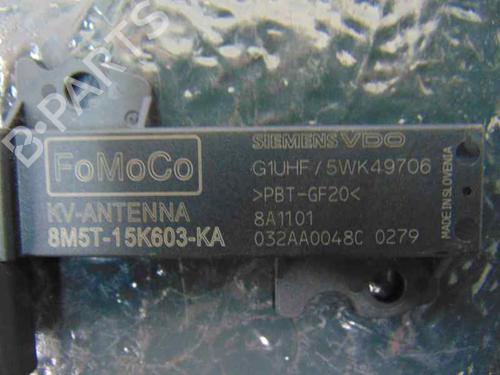 B-PARTS
FoMoCo
KV-ANTENNA
8M5T-15K603-KA
SIEMENS VDO
G1UHF/5WK49706
>PBT-GF20<
8A1101
032AA0048C 0279
MADE IN SLOVENIA